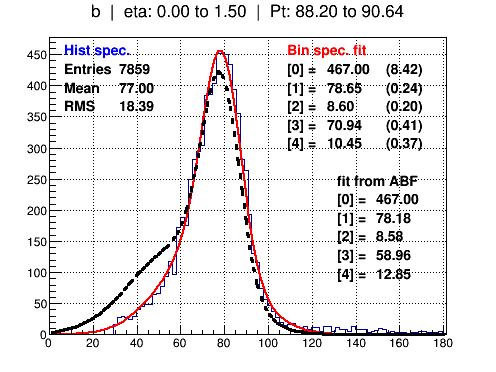 b | eta: 0.00 to 1.50 | Pt: 88.20 to 90.64
Hist spec.
Entries 7859
Mean 77.00
RMS 18.39
Bin spec. fit
[0] = 467.00 (8.42)
[1] = 78.65 (0.24)
[2] = 8.60 (0.20)
[3] = 70.94 (0.41)
[4] = 10.45 (0.37)
fit from ABF
[0] = 467.00
[1] = 78.18
[2] = 8.58
[3] = 58.96
[4] = 12.85
450
400
350
300
250
200
150
100
50
0
0 20 40 60 80 100 120 140 160 180